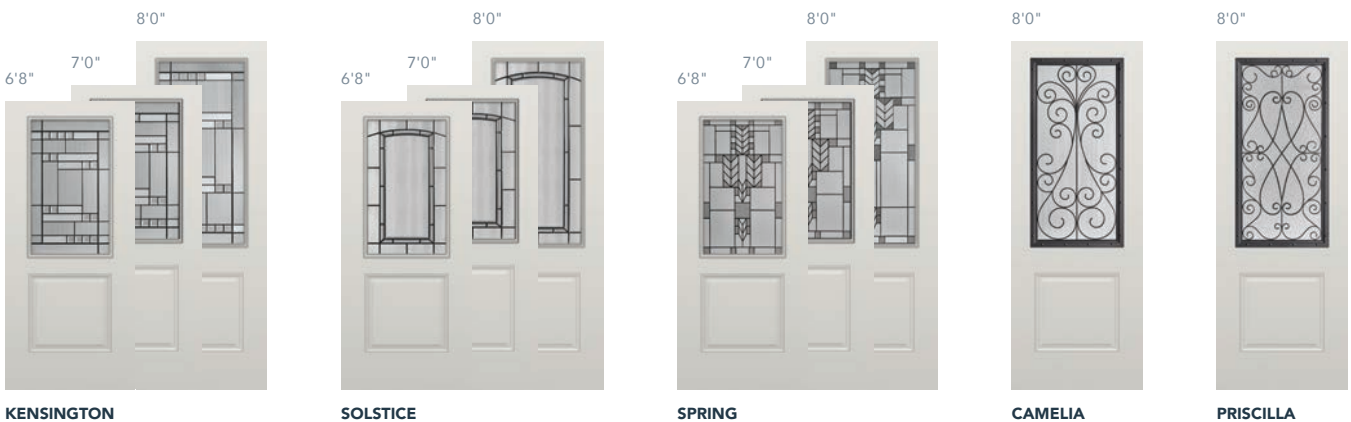 8'0"
7'0"
6'8"
KENSINGTON
8'0"
7'0"
6'8"
SOLSTICE
8'0"
7'0"
6'8"
SPRING
8'0"
CAMELIA
8'0"
PRISCILLA